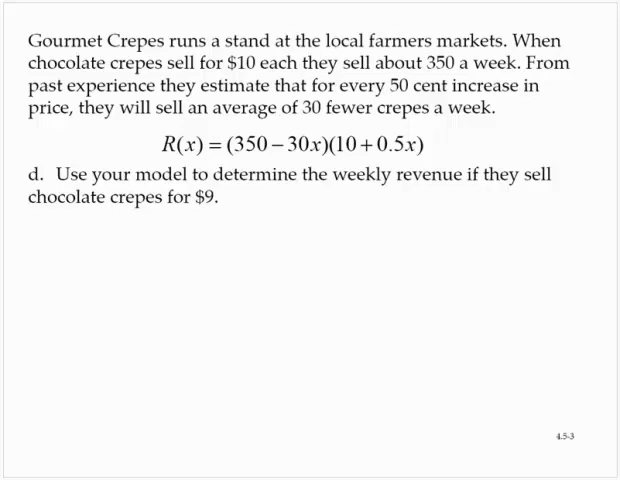 Gourmet Crepes runs a stand at the local farmers markets. When
chocolate crepes sell for $10 each they sell about 350 a week. From
past experience they estimate that for every 50 cent increase in
price, they will sell an average of 30 fewer crepes a week.
R(x) = (350 − 30x)(10 + 0.5x)
d. Use your model to determine the weekly revenue if they sell
chocolate crepes for $9.
4.5-3